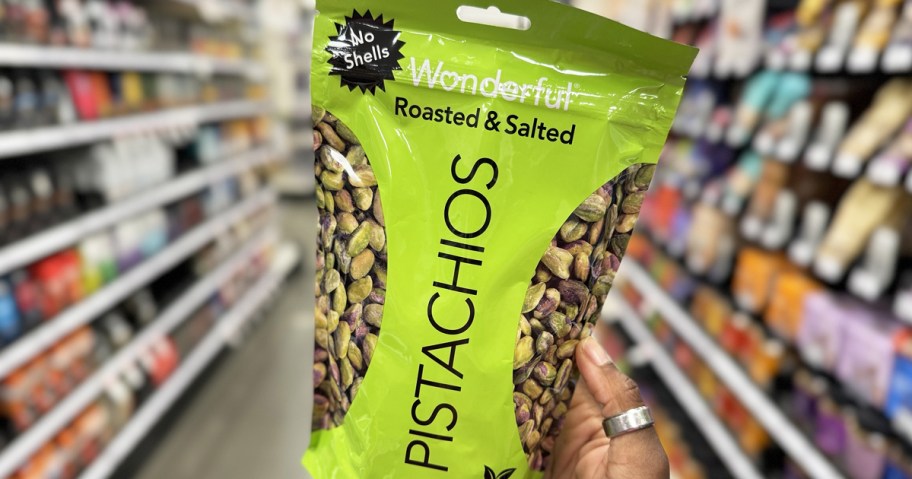 No
Shells
Wonderful
Roasted & Salted
PISTACHIOS